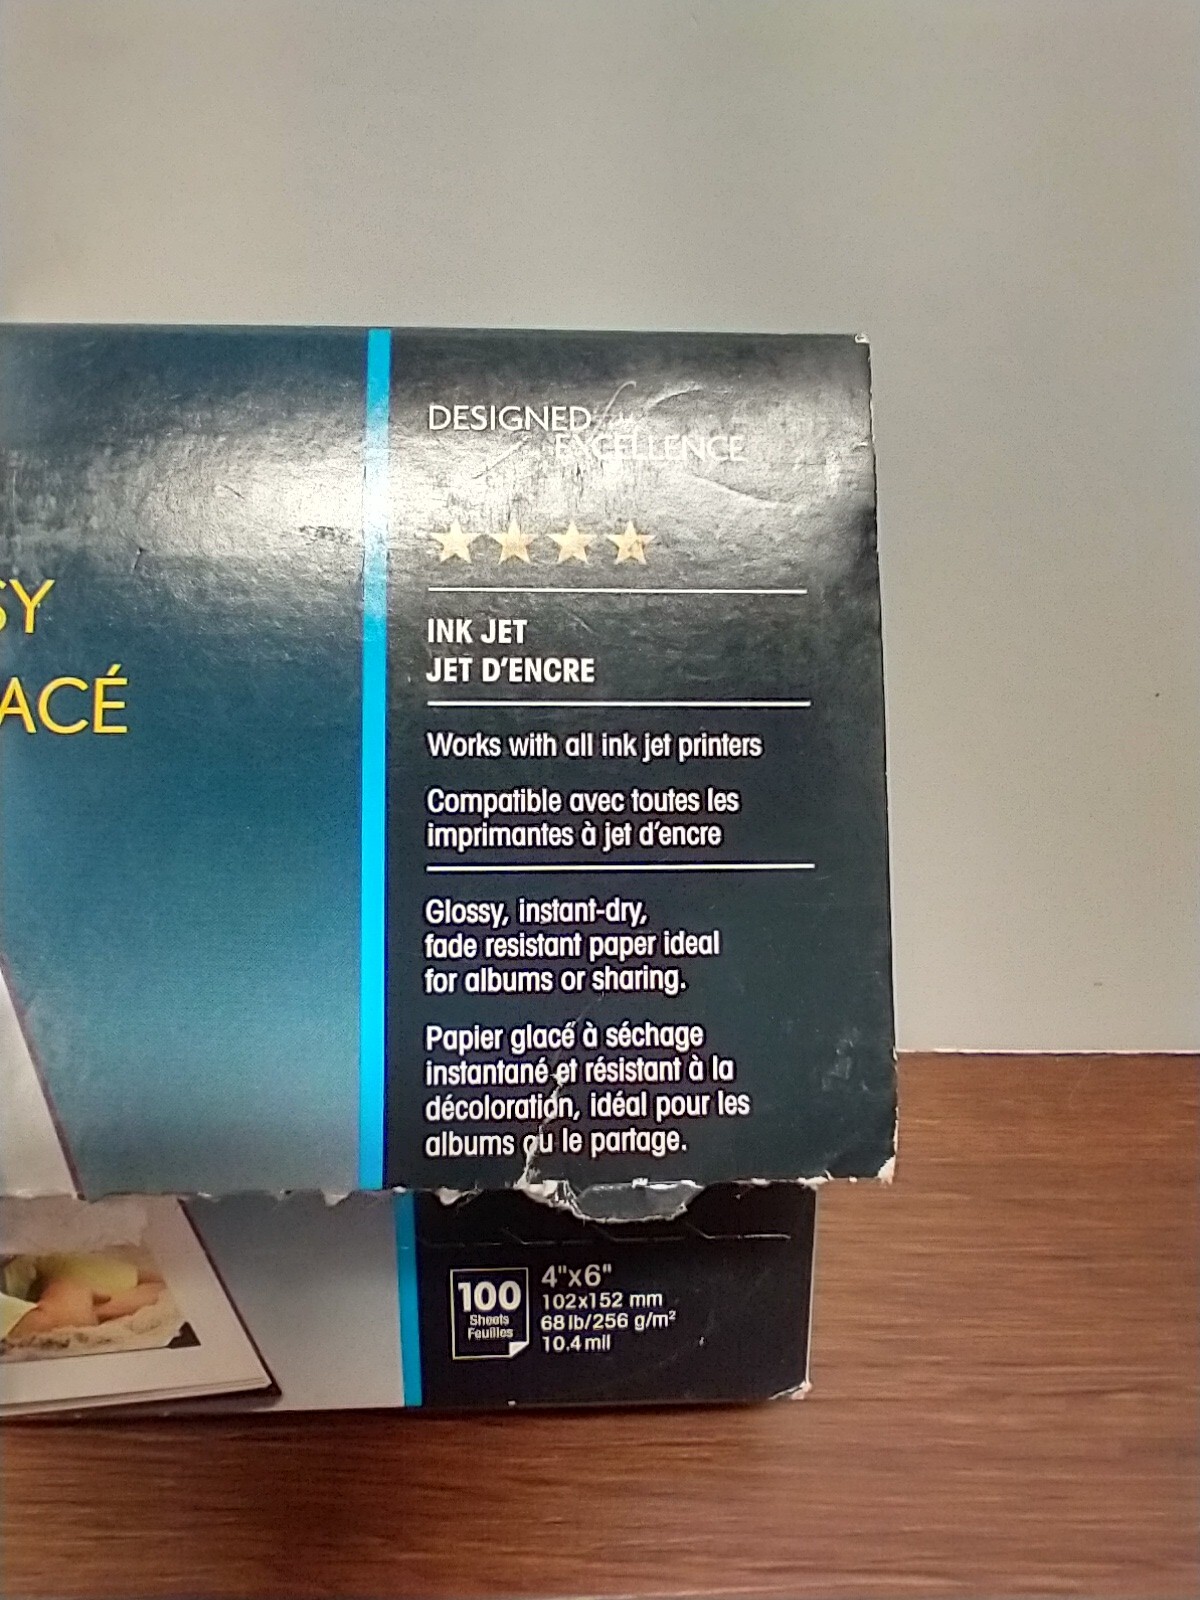 DESIGNED
EXCELLENCE
SY
ACÉ
INK JET
JET D'ENCRE
Works with all ink jet printers
Compatible avec toutes les
imprimantes à jet d'encre
Glossy, instant-dry,
fade resistant paper ideal
for albums or sharing.
Papier glacé à séchage
instantané et résistant à la
décoloration, idéal pour les
albums ou le partage.
100
Sheets
Feuilles
4"x6"
102x152 mm
68 lb/256 g/m²
10.4 mil